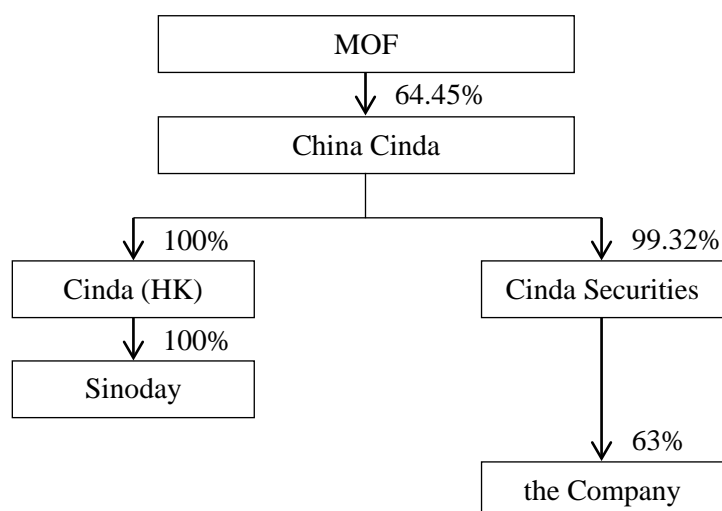 MOF
64.45%
China Cinda
100%
99.32%
Cinda (HK)
Cinda Securities
100%
Sinoday
63%
the Company